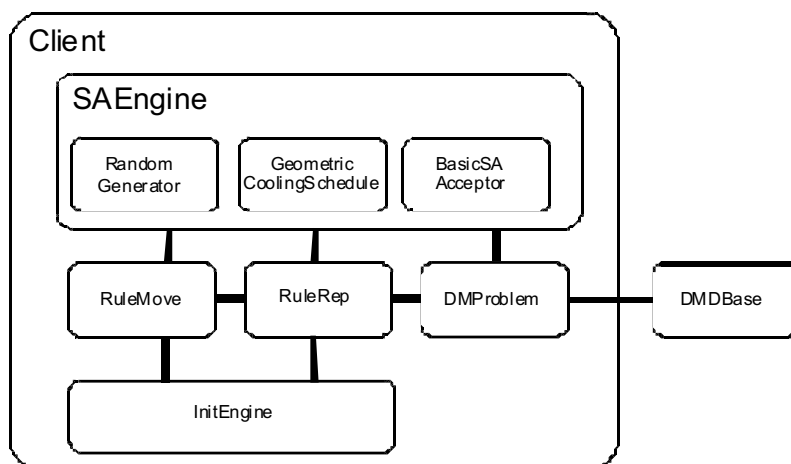 Client
SAEngine
Random
Generator
Geometric
CoolingSchedule
BasicSA
Acceptor
RuleMove
RuleRep
DMProblem
DMDBase
InitEngine